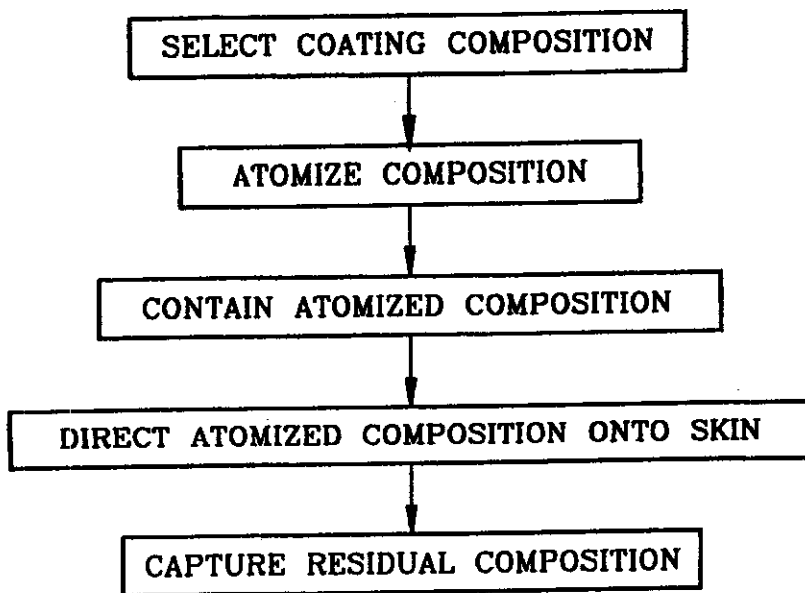 SELECT COATING COMPOSITION
ATOMIZE COMPOSITION
CONTAIN ATOMIZED COMPOSITION
DIRECT ATOMIZED COMPOSITION ONTO SKIN
CAPTURE RESIDUAL COMPOSITION